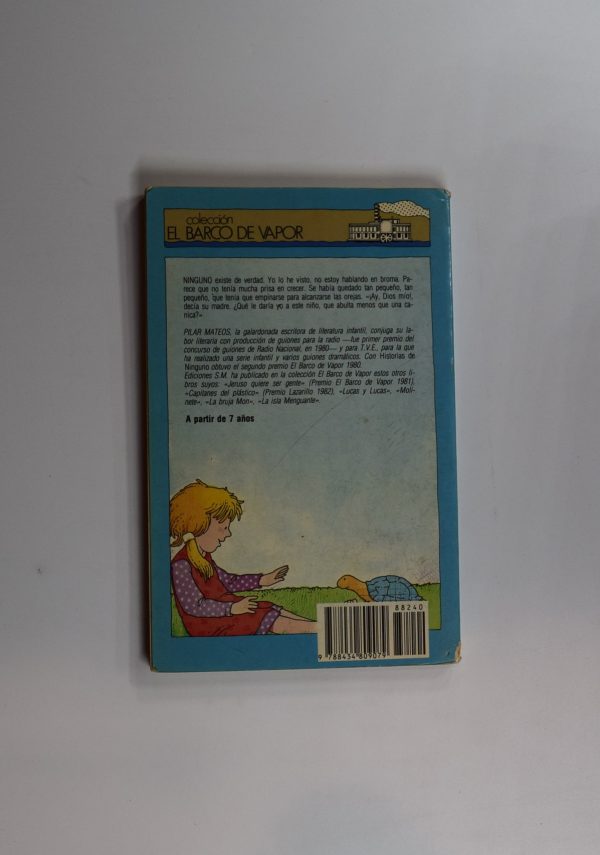 colección
EL BARCO DE VAPOR
NINGUNO existe de verdad. Yo lo he visto, no estoy hablando en broma. Pa-
rece que no tenía mucha prisa en crecer. Se había quedado tan pequeño, tan
pequeño, que tenía que empinarse para alcanzarse las orejas. «¡Ay, Dios mío!,
decía su madre. ¿Qué le daría yo a este niño, que abulta menos que una ca-
nica?»
PILAR MATEOS, la galardonada escritora de literatura infantil, conjuga su la-
bor literaria con producción de guiones para la radio —fue primer premio del
concurso de guiones de Radio Nacional, en 1980— y para T.V.E., para la que
ha realizado una serie infantil y varios guiones dramáticos. Con Historias de
Ninguno obtuvo el segundo premio El Barco de Vapor 1980.
Ediciones S.M. ha publicado en la colección El Barco de Vapor estos otros li-
bros suyos: «Jeruso quiere ser gente» (Premio El Barco de Vapor 1981),
«Capitanes del plástico» (Premio Lazarillo 1982), «Lucas y Lucas», «Moli-
nete», «La bruja Mon», «La isla Menguante».
A partir de 7 años
88240
9 788434 809079